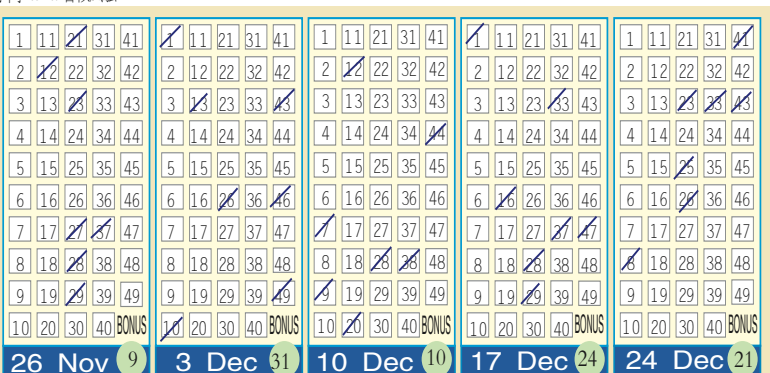 1 11 21 31 41
2 12 22 32 42
3 13 23 33 43
4 14 24 34 44
5 15 25 35 45
6 16 26 36 46
7 17 27 37 47
8 18 28 38 48
9 19 29 39 49
10 20 30 40 BONUS
26 Nov 9
1 11 21 31 41
2 12 22 32 42
3 13 23 33 43
4 14 24 34 44
5 15 25 35 45
6 16 26 36 46
7 17 27 37 47
8 18 28 38 48
9 19 29 39 49
10 20 30 40 BONUS
3 Dec 31
1 11 21 31 41
2 12 22 32 42
3 13 23 33 43
4 14 24 34 44
5 15 25 35 45
6 16 26 36 46
7 17 27 37 47
8 18 28 38 48
9 19 29 39 49
10 20 30 40 BONUS
10 Dec 10
1 11 21 31 41
2 12 22 32 42
3 13 23 33 43
4 14 24 34 44
5 15 25 35 45
6 16 26 36 46
7 17 27 37 47
8 18 28 38 48
9 19 29 39 49
10 20 30 40 BONUS
17 Dec 24
1 11 21 31 41
2 12 22 32 42
3 13 23 33 43
4 14 24 34 44
5 15 25 35 45
6 16 26 36 46
7 17 27 37 47
8 18 28 38 48
9 19 29 39 49
10 20 30 40 BONUS
24 Dec 21